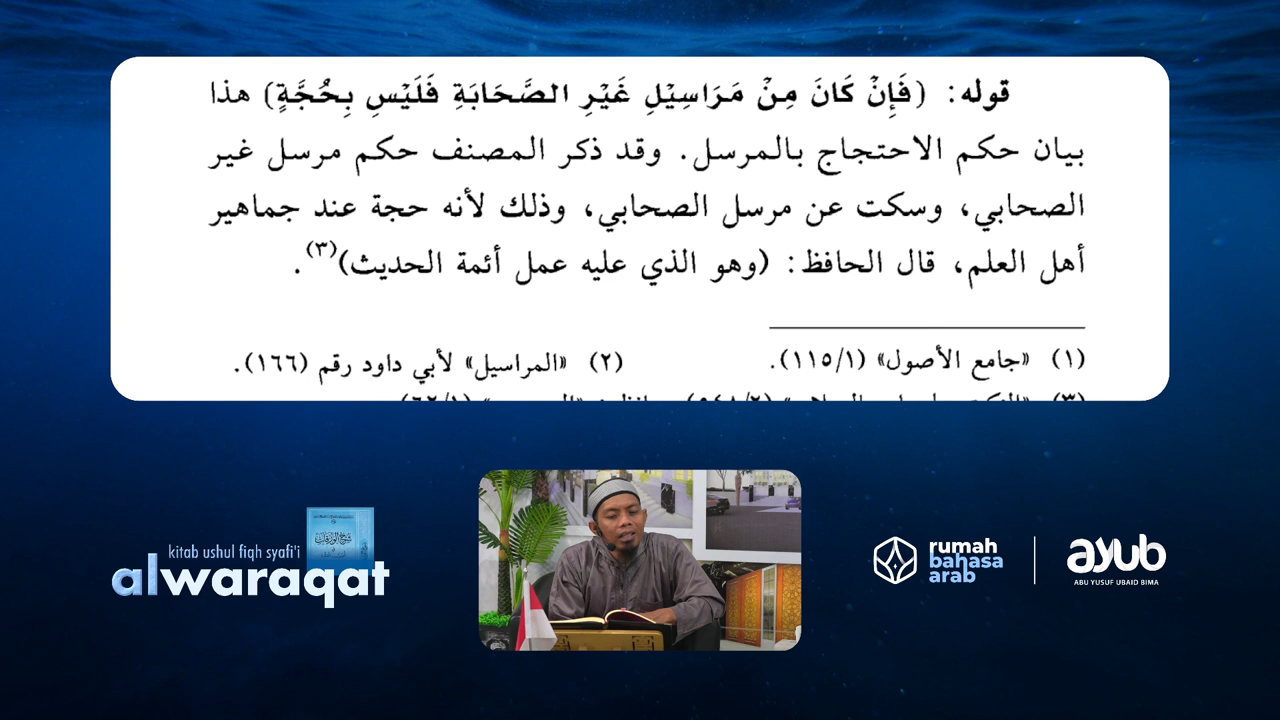 قوله: (فَإِنْ كَانَ مِنْ مَرَاسِيْلِ غَيْرِ الصَّحَابَةِ فَلَيْسِ بِحُجَّةٍ) هذا
بيان حكم الاحتجاج بالمرسل. وقد ذكر المصنف حكم مرسل غير
الصحابي، وسكت عن مرسل الصحابي، وذلك لأنه حجة عند جماهير
أهل العلم، قال الحافظ: (وهو الذي عليه عمل أئمة الحديث)(٣).
(١) «جامع الأصول» (١١٥/١). (٢) «المراسيل» لأبي داود رقم (١٦٦).
kitab ushul fiqh syafi'i
alwaraqat
rumah
bahasa
arab
ayub
ABU YUSUF UBAID BIMA